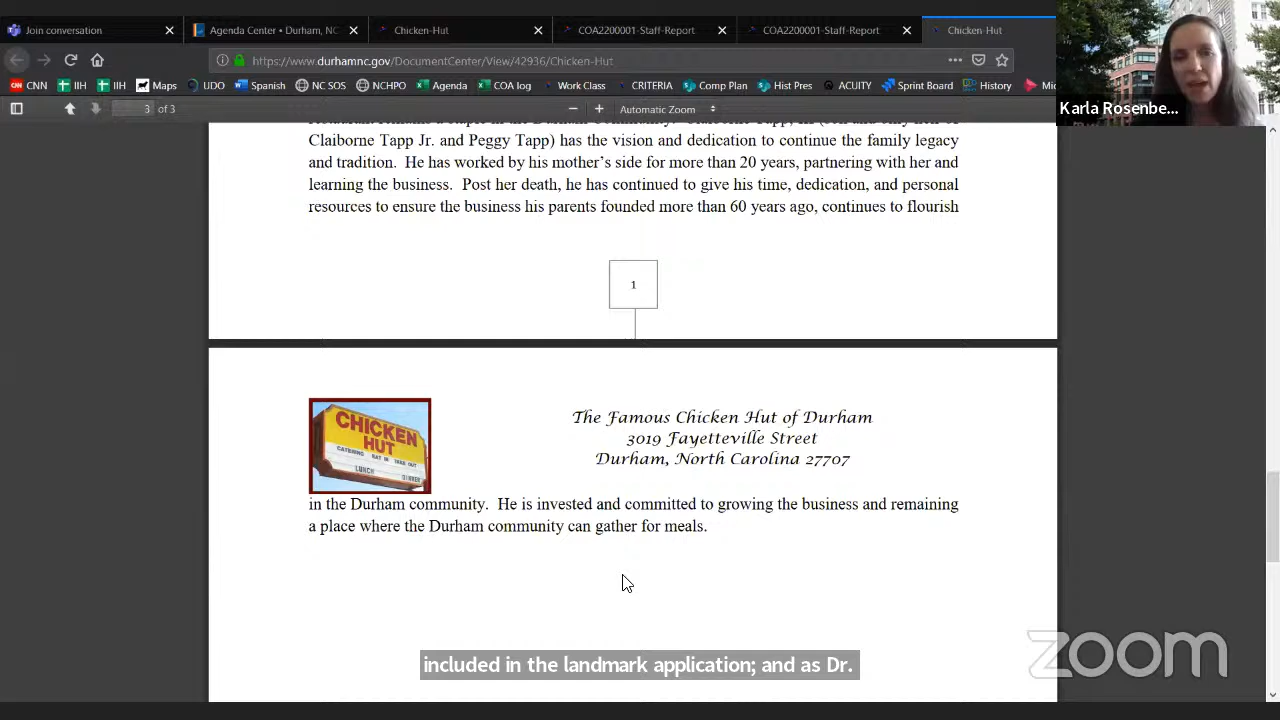 Join conversation
Agenda Center • Durham, NC
Chicken-Hut
COA2200001-Staff-Report
COA2200001-Staff-Report
Chicken-Hut
https://www.durhamnc.gov/DocumentCenter/View/42936/Chicken-Hut
CNN IIH IIH Maps UDO Spanish NC SOS NCHPO Agenda COA log Work Class CRITERIA Comp Plan Hist Pres ACUITY Sprint Board History Mic
Karla Rosenbe...
3 of 3
Automatic Zoom
Claiborne Tapp Jr. and Peggy Tapp) has the vision and dedication to continue the family legacy
and tradition. He has worked by his mother's side for more than 20 years, partnering with her and
learning the business. Post her death, he has continued to give his time, dedication, and personal
resources to ensure the business his parents founded more than 60 years ago, continues to flourish
1
CHICKEN
HUT
CATERING EAT IN TAKE OUT
LUNCH
DINNER
The Famous Chicken Hut of Durham
3019 Fayetteville Street
Durham, North Carolina 27707
in the Durham community. He is invested and committed to growing the business and remaining
a place where the Durham community can gather for meals.
included in the landmark application; and as Dr.
zoom